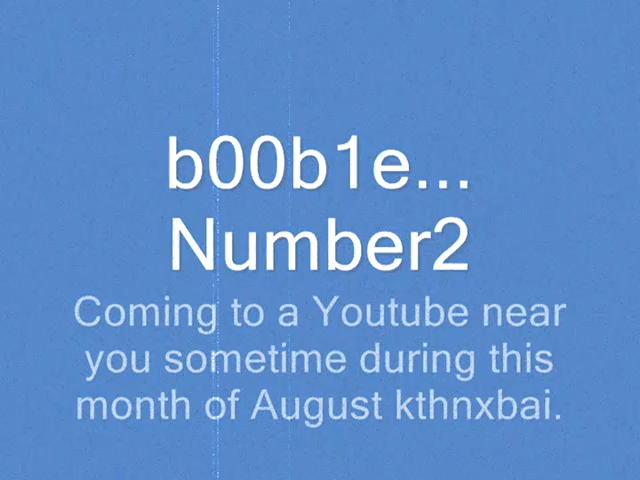 b00b1e...
Number2
Coming to a Youtube near
you sometime during this
month of August kthnxbai.